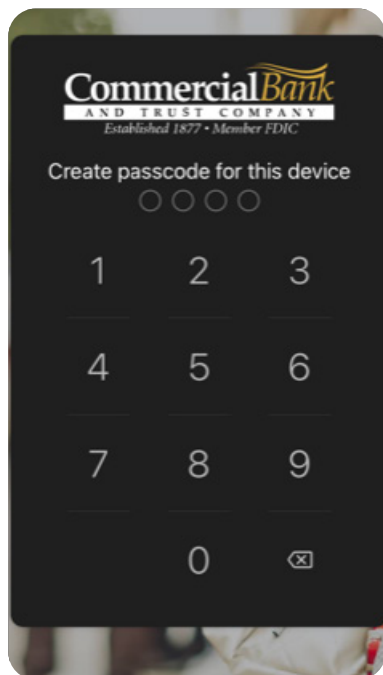 CommercialBank
AND TRUST COMPANY
Established 1877 • Member FDIC
Create passcode for this device
1 2 3
4 5 6
7 8 9
0